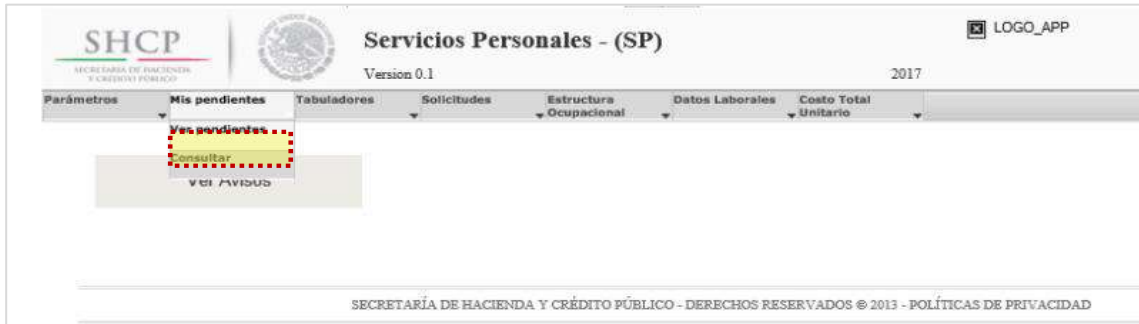 SHCP
SECRETARÍA DE HACIENDA
Y CRÉDITO PÚBLICO
Servicios Personales - (SP)
Version 0.1
2017
LOGO_APP
Parámetros
Mis pendientes
Tabuladores
Solicitudes
Estructura
Ocupacional
Datos Laborales
Costo Total
Unitario
Ver pendientes
Consultar
Ver Avisos
SECRETARÍA DE HACIENDA Y CRÉDITO PÚBLICO - DERECHOS RESERVADOS © 2013 - POLÍTICAS DE PRIVACIDAD